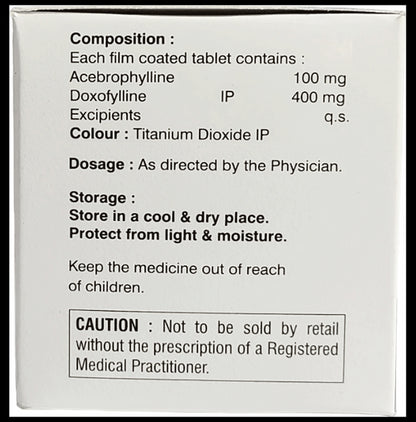 Composition :
Each film coated tablet contains :
Acebrophylline 100 mg
Doxofylline IP 400 mg
Excipients q.s.
Colour : Titanium Dioxide IP
Dosage : As directed by the Physician.
Storage :
Store in a cool & dry place.
Protect from light & moisture.
Keep the medicine out of reach
of children.
CAUTION : Not to be sold by retail
without the prescription of a Registered
Medical Practitioner.